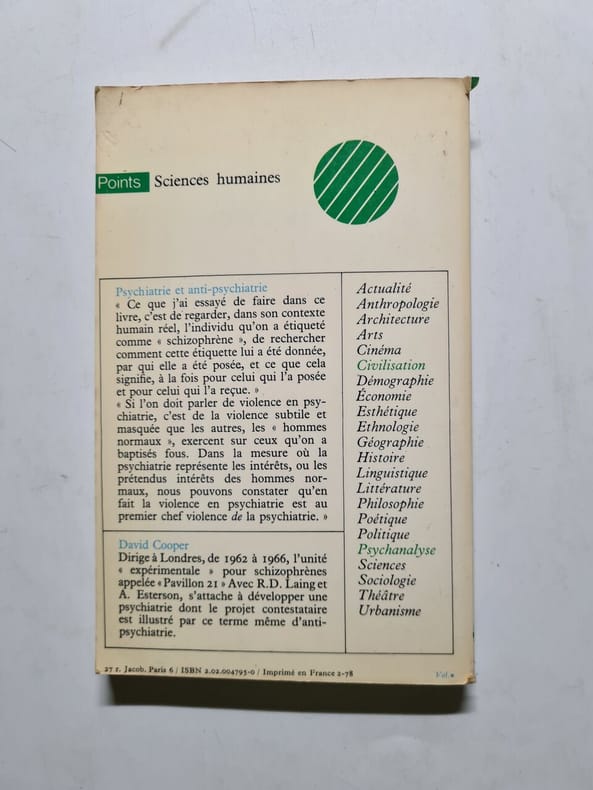 Points Sciences humaines
Psychiatrie et anti-psychiatrie
« Ce que j'ai essayé de faire dans ce
livre, c'est de regarder, dans son contexte
humain réel, l'individu qu'on a étiqueté
comme « schizophrène », de rechercher
comment cette étiquette lui a été donnée,
par qui elle a été posée, et ce que cela
signifie, à la fois pour celui qui l'a posée
et pour celui qui l'a reçue. »
« Si l'on doit parler de violence en psy-
chiatrie, c'est de la violence subtile et
masquée que les autres, les « hommes
normaux », exercent sur ceux qu'on a
baptisés fous. Dans la mesure où la
psychiatrie représente les intérêts, ou les
prétendus intérêts des hommes nor-
maux, nous pouvons constater qu'en
fait la violence en psychiatrie est au
premier chef violence de la psychiatrie. »
David Cooper
Dirige à Londres, de 1962 à 1966, l'unité
« expérimentale » pour schizophrènes
appelée « Pavillon 21 » Avec R.D. Laing et
A. Esterson, s'attache à développer une
psychiatrie dont le projet contestataire
est illustré par ce terme même d'anti-
psychiatrie.
Actualité
Anthropologie
Architecture
Arts
Cinéma
Civilisation
Démographie
Économie
Esthétique
Ethnologie
Géographie
Histoire
Linguistique
Littérature
Philosophie
Poétique
Politique
Psychanalyse
Sciences
Sociologie
Théâtre
Urbanisme
27 r. Jacob. Paris 6 / ISBN 2.02.004795-0 / Imprimé en France 2-78
Vol.